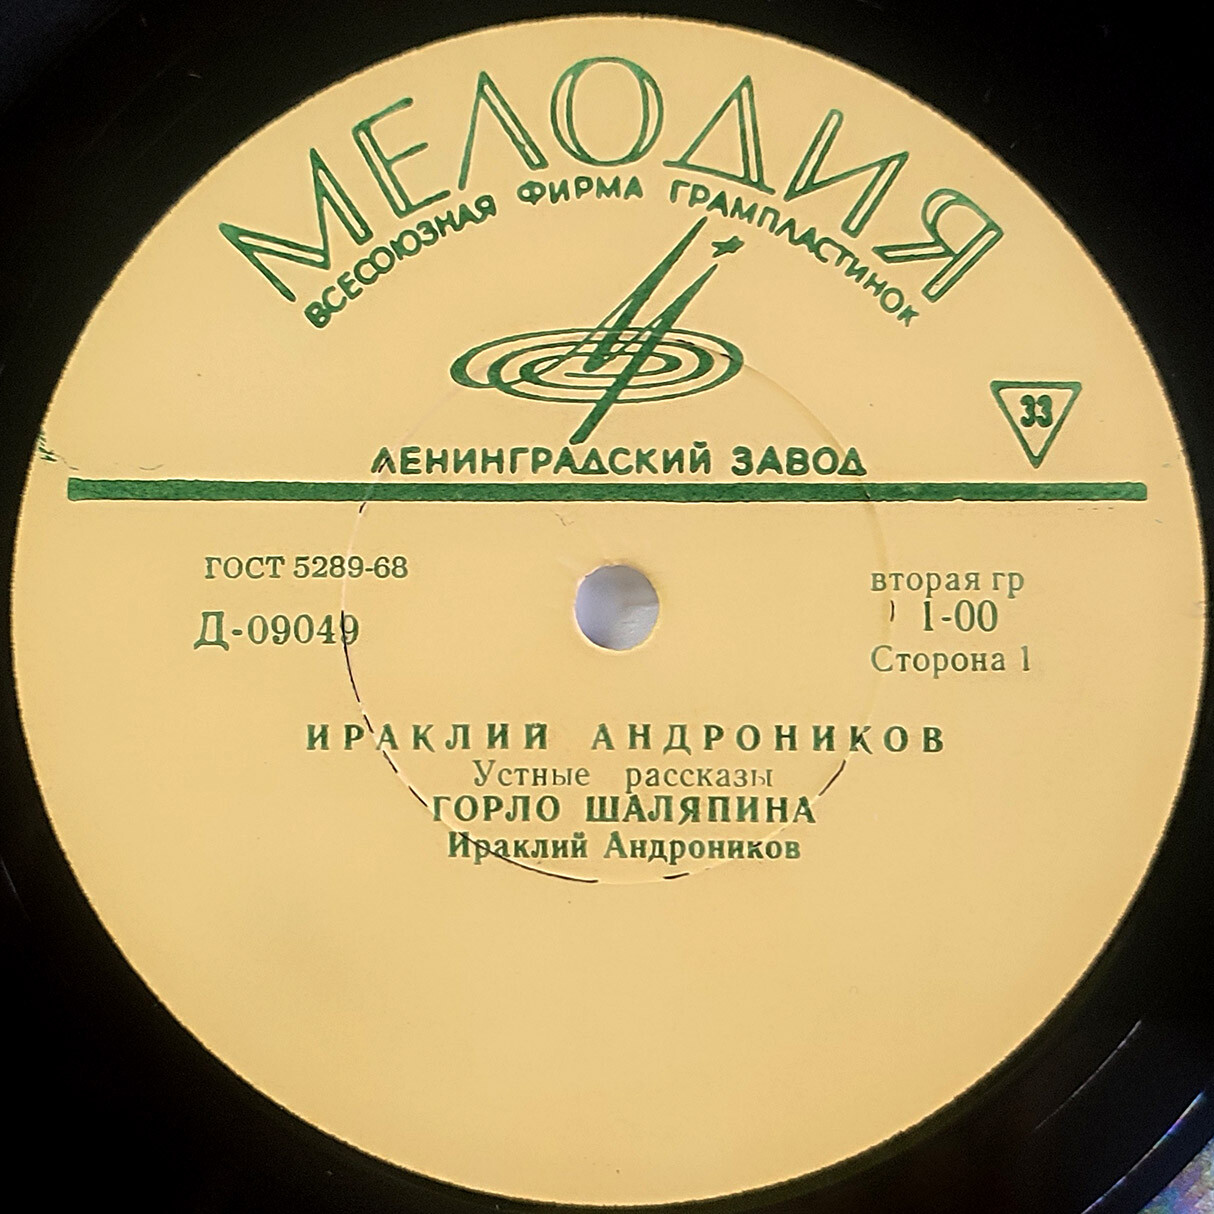 МЕЛОДИЯ
ВСЕСОЮЗНАЯ ФИРМА ГРАМПЛАСТИНОК
33
ЛЕНИНГРАДСКИЙ ЗАВОД
ГОСТ 5289-68
вторая гр
Д-09049
1-00
Сторона 1
ИРАКЛИЙ АНДРОНИКОВ
Устные рассказы
ГОРЛО ШАЛЯПИНА
Ираклий Андроников